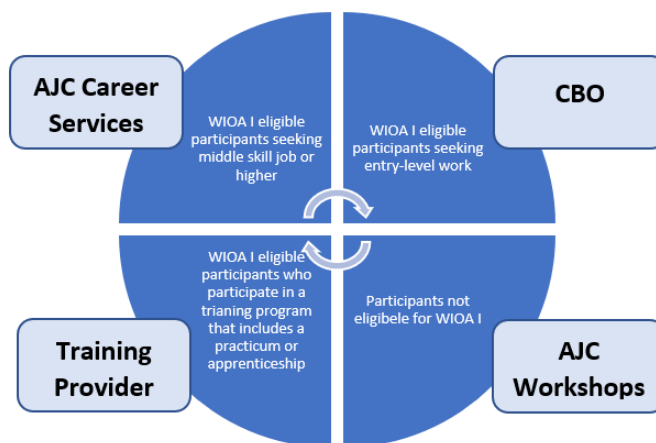 AJC Career
Services
WIOA I eligible
participants seeking
middle skill job or
higher
WIOA I eligible
participants seeking
entry-level work
CBO
WIOA I eligible
participants who
participate in a
trianing program
that includes a
practicum or
apprenticeship
Training
Provider
Participants not
eligibele for WIOA I
AJC
Workshops